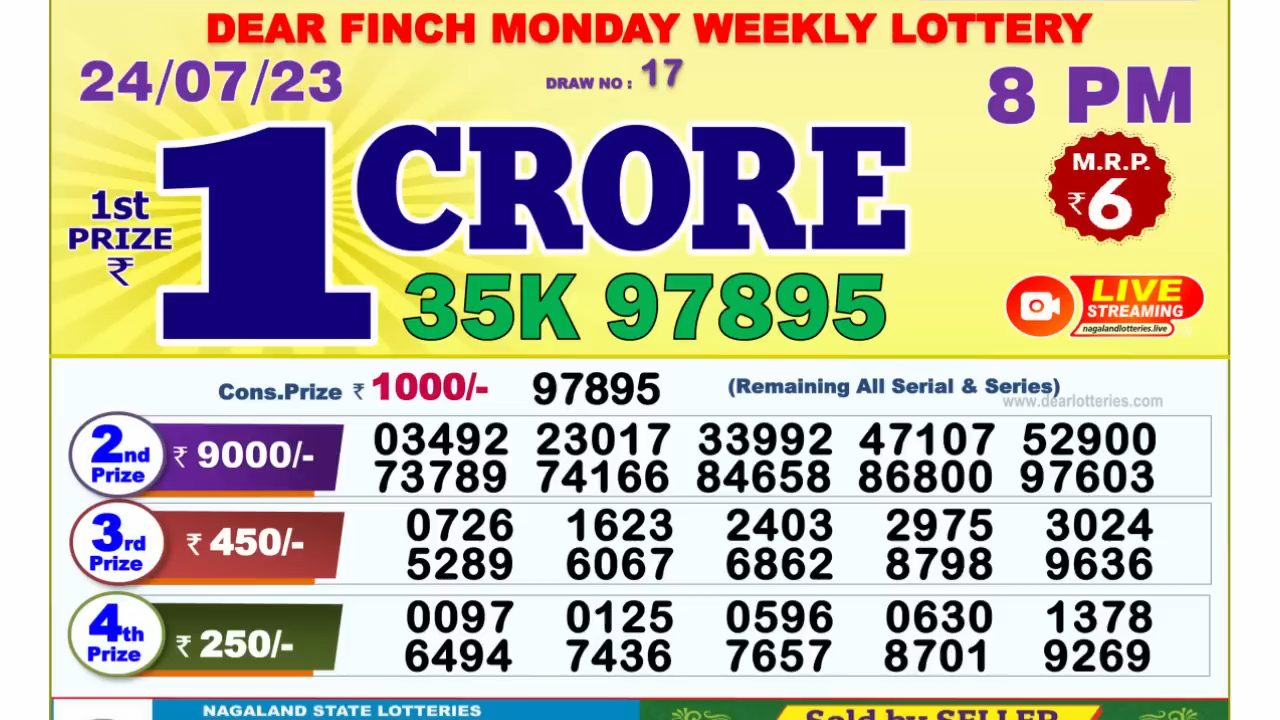 DEAR FINCH MONDAY WEEKLY LOTTERY
24/07/23
DRAW NO : 17
8 PM
M.R.P.
₹6
1st
PRIZE
₹
1 CRORE
35K 97895
LIVE
STREAMING
nagalandlotteries.live
Cons.Prize ₹ 1000/- 97895 (Remaining All Serial & Series)
www.dearlotteries.com
2nd Prize ₹ 9000/-
03492 23017 33992 47107 52900
73789 74166 84658 86800 97603
3rd Prize ₹ 450/-
0726 1623 2403 2975 3024
5289 6067 6862 8798 9636
4th Prize ₹ 250/-
0097 0125 0596 0630 1378
6494 7436 7657 8701 9269
NAGALAND STATE LOTTERIES
Sold by SELLER